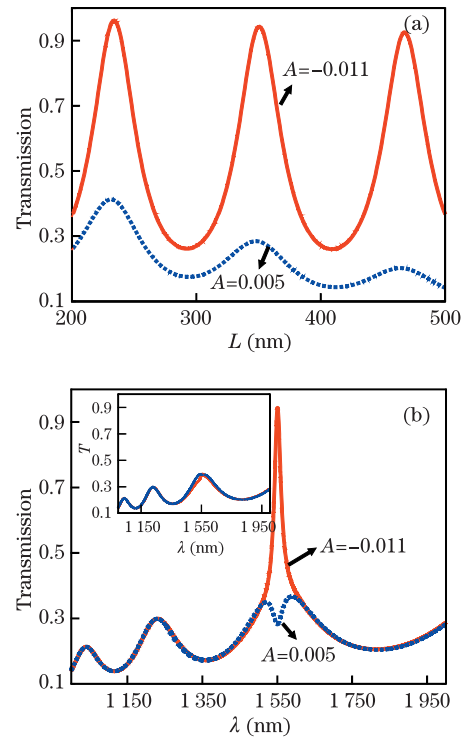 (a)
0.9
0.7
0.5
0.3
0.1
Transmission
A=−0.011
A=0.005
200 300 400 500
L (nm)
(b)
0.9
0.7
0.5
0.3
0.1
Transmission
0.9
0.7
0.5
0.3
0.1
T
1 150 1 550 1 950
λ (nm)
A=−0.011
A=0.005
1 150 1 350 1 550 1 750 1 950
λ (nm)